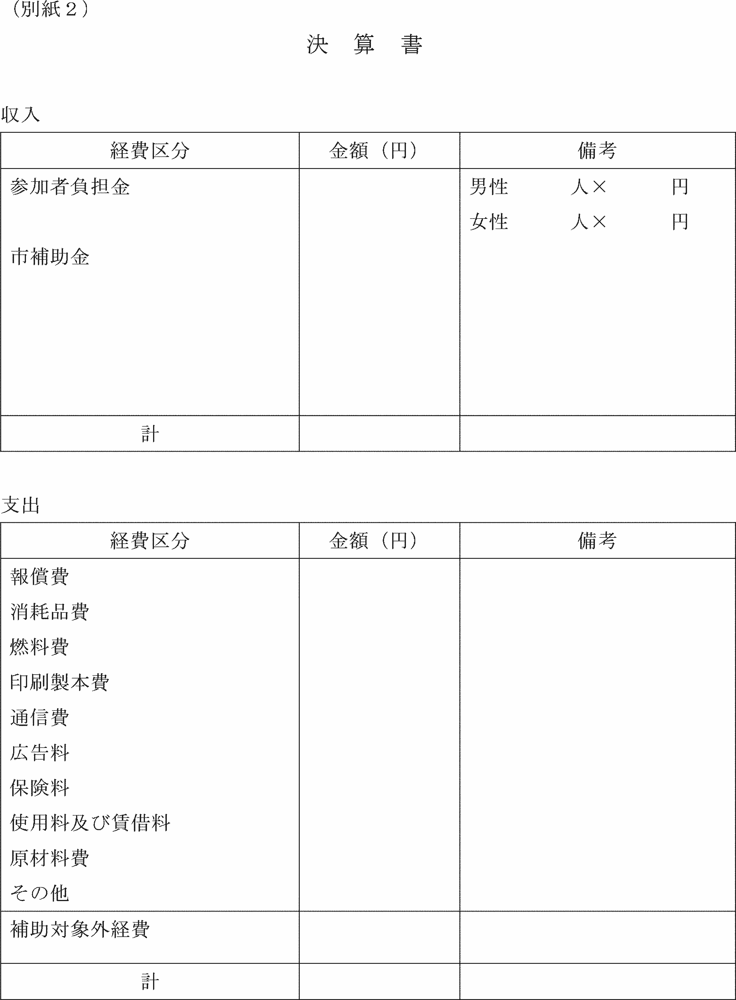 （別紙２）
決　算　書
収入
経費区分　金額（円）　備考
参加者負担金　男性　人×　円
女性　人×　円
市補助金
計
支出
経費区分　金額（円）　備考
報償費
消耗品費
燃料費
印刷製本費
通信費
広告料
保険料
使用料及び賃借料
原材料費
その他
補助対象外経費
計